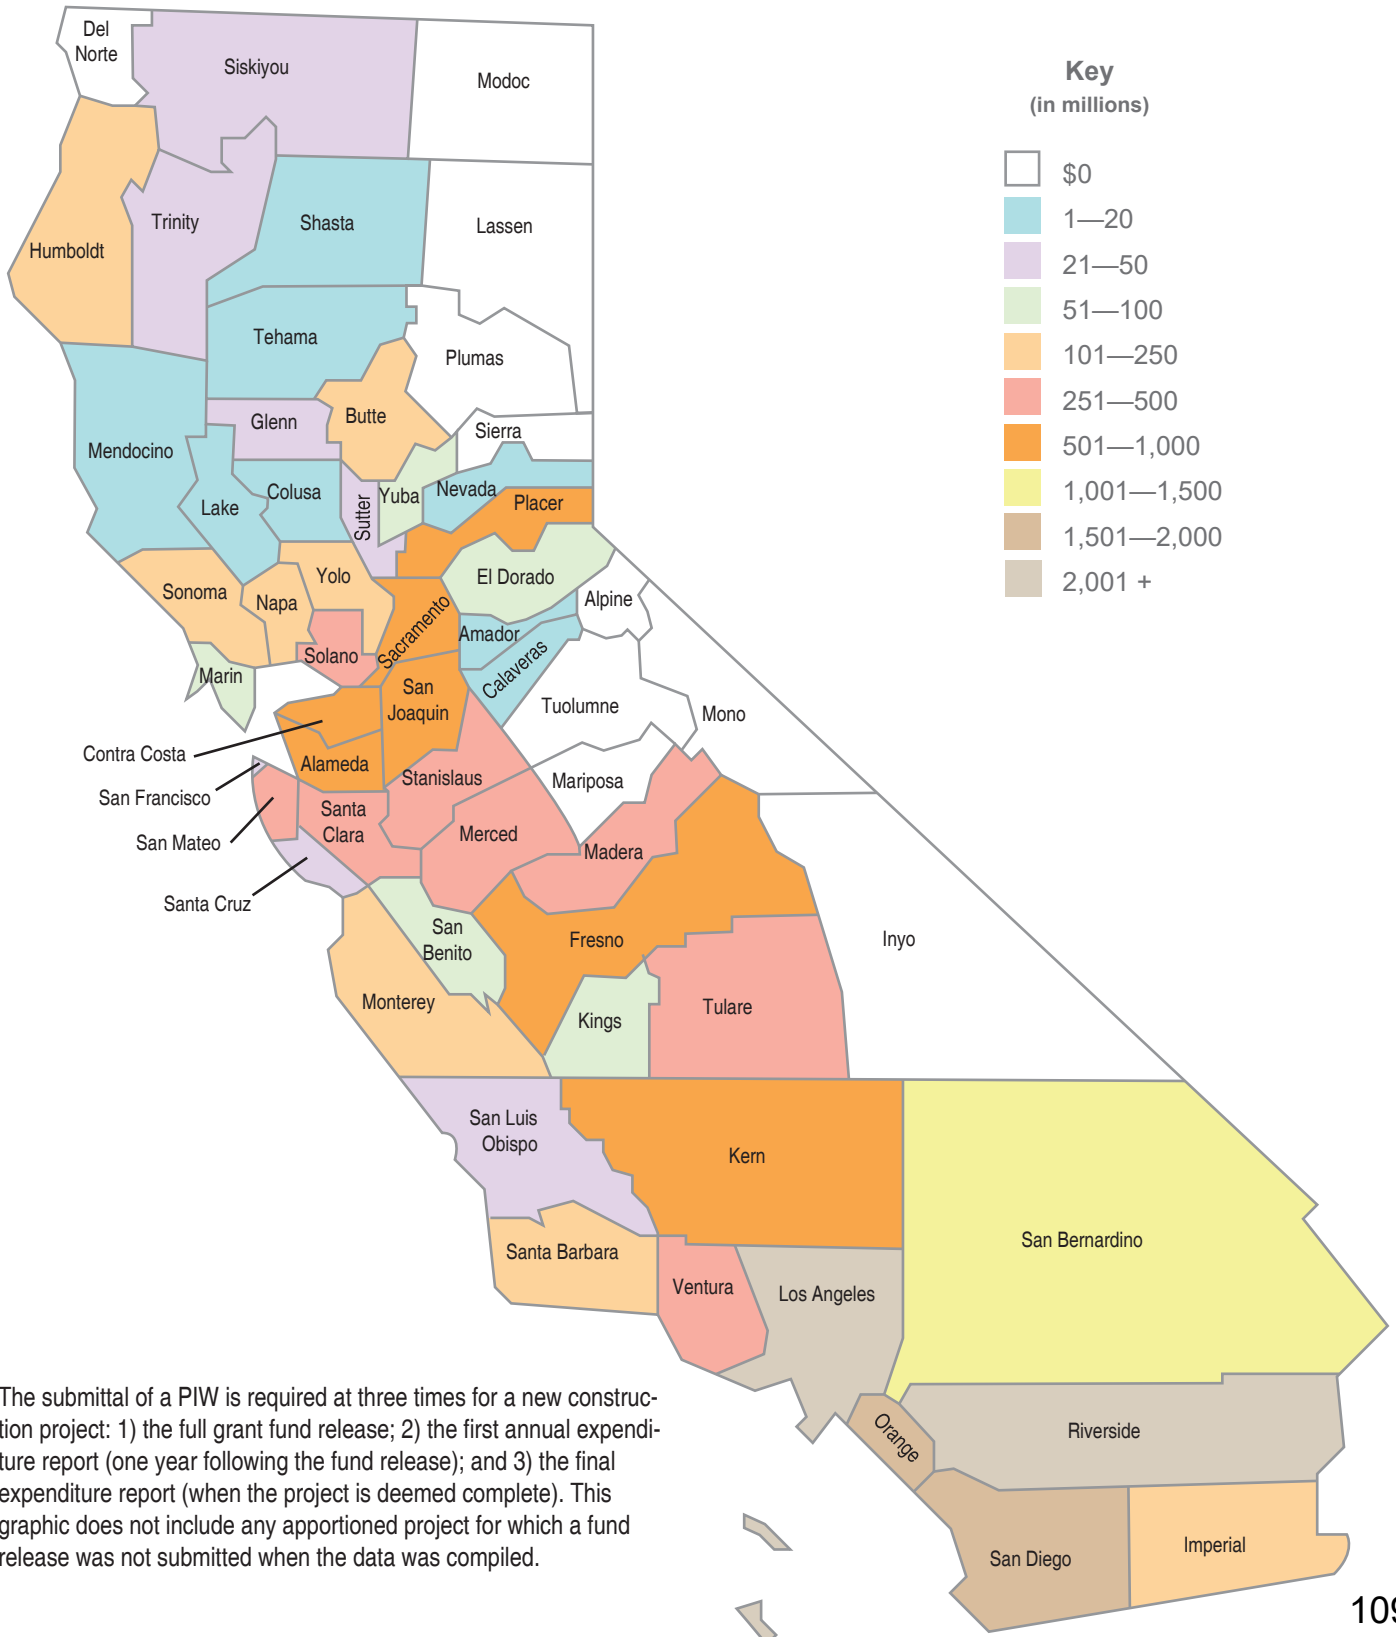 Del
Norte
Siskiyou
Modoc
Key
(in millions)
$0
1—20
21—50
51—100
101—250
251—500
501—1,000
1,001—1,500
1,501—2,000
2,001 +
Humboldt
Trinity
Shasta
Lassen
Tehama
Plumas
Glenn
Butte
Sierra
Mendocino
Lake
Colusa
Sutter
Yuba
Nevada
Placer
Sonoma
Napa
Yolo
El Dorado
Alpine
Sacramento
Amador
Solano
Calaveras
Marin
San
Joaquin
Tuolumne
Mono
Contra Costa
Alameda
Stanislaus
Mariposa
San Francisco
Santa
Clara
Merced
San Mateo
Madera
Santa Cruz
San
Benito
Fresno
Inyo
Monterey
Kings
Tulare
San Luis
Obispo
Kern
San Bernardino
Santa Barbara
Ventura
Los Angeles
Orange
Riverside
San Diego
Imperial
The submittal of a PIW is required at three times for a new construc-
tion project: 1) the full grant fund release; 2) the first annual expendi-
ture report (one year following the fund release); and 3) the final
expenditure report (when the project is deemed complete). This
graphic does not include any apportioned project for which a fund
release was not submitted when the data was compiled.
109